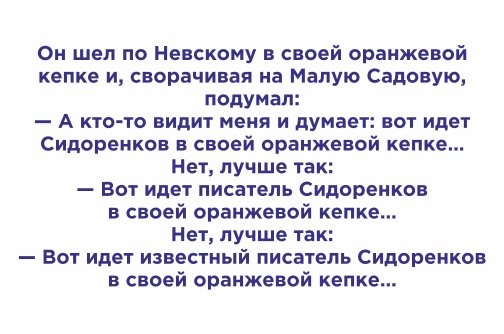 Он шел по Невскому в своей оранжевой
кепке и, сворачивая на Малую Садовую,
подумал:
— А кто-то видит меня и думает: вот идет
Сидоренков в своей оранжевой кепке...
Нет, лучше так:
— Вот идет писатель Сидоренков
в своей оранжевой кепке...
Нет, лучше так:
— Вот идет известный писатель Сидоренков
в своей оранжевой кепке...